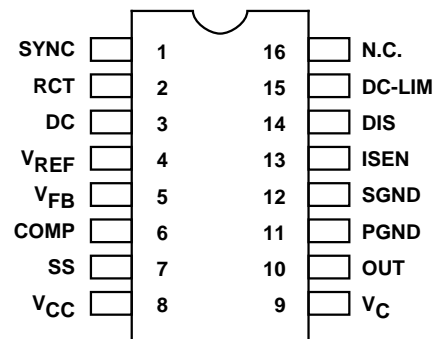 SYNC 1 16 N.C.
RCT 2 15 DC-LIM
DC 3 14 DIS
VREF 4 13 ISEN
VFB 5 12 SGND
COMP 6 11 PGND
SS 7 10 OUT
VCC 8 9 VC